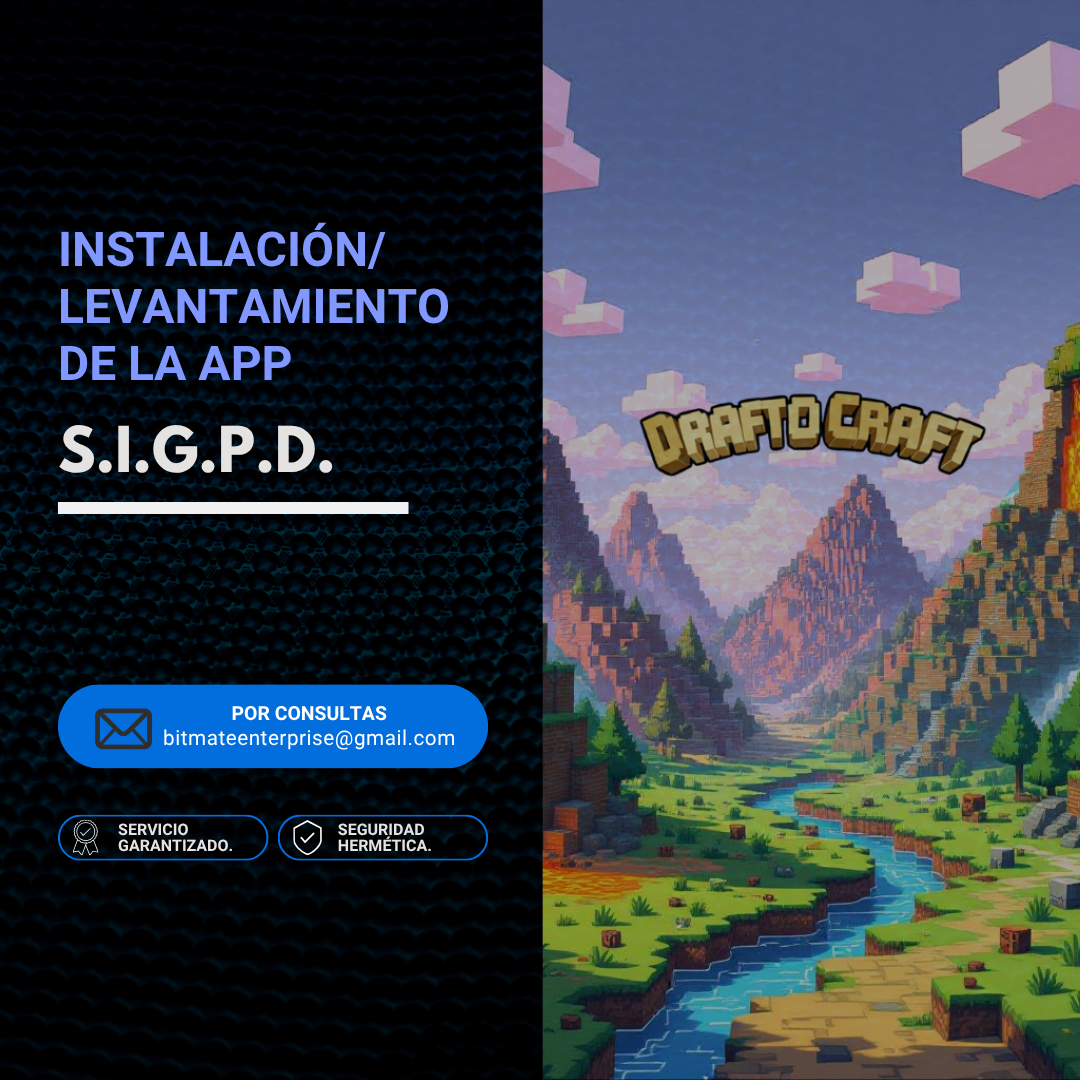 INSTALACIÓN/
LEVANTAMIENTO
DE LA APP
S.I.G.P.D.
POR CONSULTAS
bitmateenterprise@gmail.com
SERVICIO
GARANTIZADO.
SEGURIDAD
HERMÉTICA.
DRAFTO CRAFT